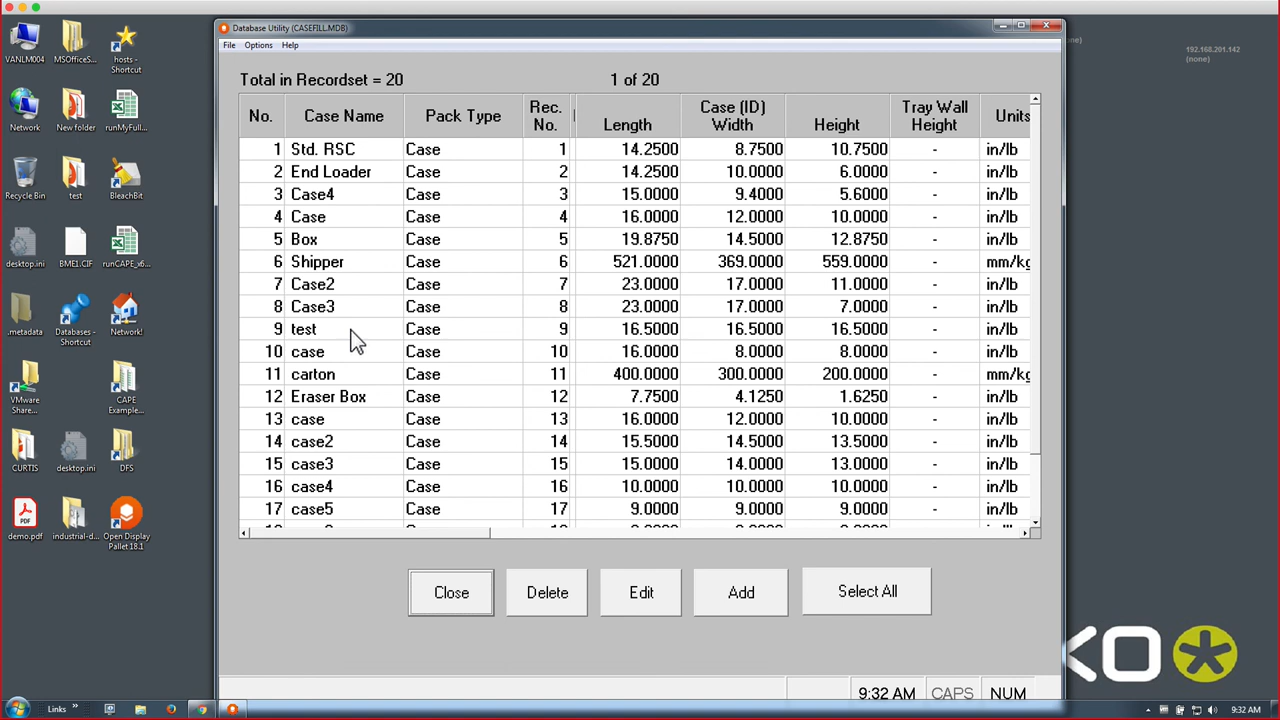 Database Utility (CASEFILL.MDB)
File Options Help
Total in Recordset = 20 1 of 20
No. Case Name Pack Type Rec. No. Length Case (ID) Width Height Tray Wall Height Units
1 Std. RSC Case 1 14.2500 8.7500 10.7500 - in/lb
2 End Loader Case 2 14.2500 10.0000 6.0000 - in/lb
3 Case4 Case 3 15.0000 9.4000 5.6000 - in/lb
4 Case Case 4 16.0000 12.0000 10.0000 - in/lb
5 Box Case 5 19.8750 14.5000 12.8750 - in/lb
6 Shipper Case 6 521.0000 369.0000 559.0000 - mm/kg
7 Case2 Case 7 23.0000 17.0000 11.0000 - in/lb
8 Case3 Case 8 23.0000 17.0000 7.0000 - in/lb
9 test Case 9 16.5000 16.5000 16.5000 - in/lb
10 case Case 10 16.0000 8.0000 8.0000 - in/lb
11 carton Case 11 400.0000 300.0000 200.0000 - mm/kg
12 Eraser Box Case 12 7.7500 4.1250 1.6250 - in/lb
13 case Case 13 16.0000 12.0000 10.0000 - in/lb
14 case2 Case 14 15.5000 14.5000 13.5000 - in/lb
15 case3 Case 15 15.0000 14.0000 13.0000 - in/lb
16 case4 Case 16 10.0000 10.0000 10.0000 - in/lb
17 case5 Case 17 9.0000 9.0000 9.0000 - in/lb
Close Delete Edit Add Select All
9:32 AM CAPS NUM
VANLM004
MSOfficeS...
hosts - Shortcut
Network
New folder
runMyFull...
Recycle Bin
test
BleachBit
desktop.ini
BME1.CIF
runCAPE_x6...
.metadata
Databases - Shortcut
Network!
VMware Share...
CAPE Example...
CURTIS
desktop.ini
DFS
PDF
demo.pdf
industrial-d...
Open Display Pallet 18.1
192.168.201.142
(none)
KO
Links »
9:32 AM